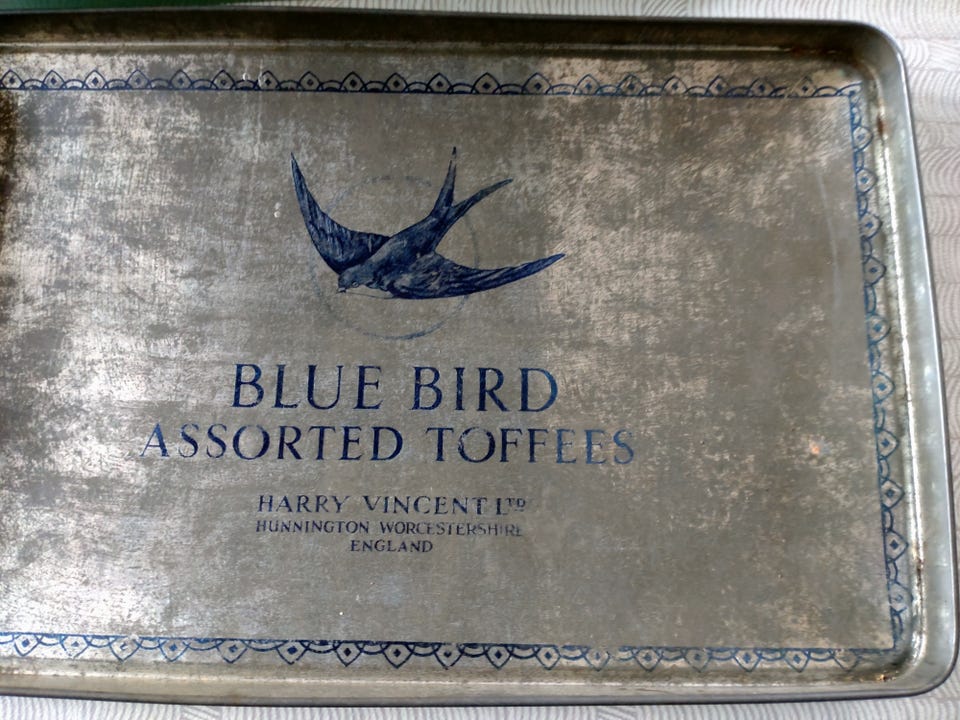 BLUE BIRD
ASSORTED TOFFEES
HARRY VINCENT LTD
HUNNINGTON WORCESTERSHIRE
ENGLAND